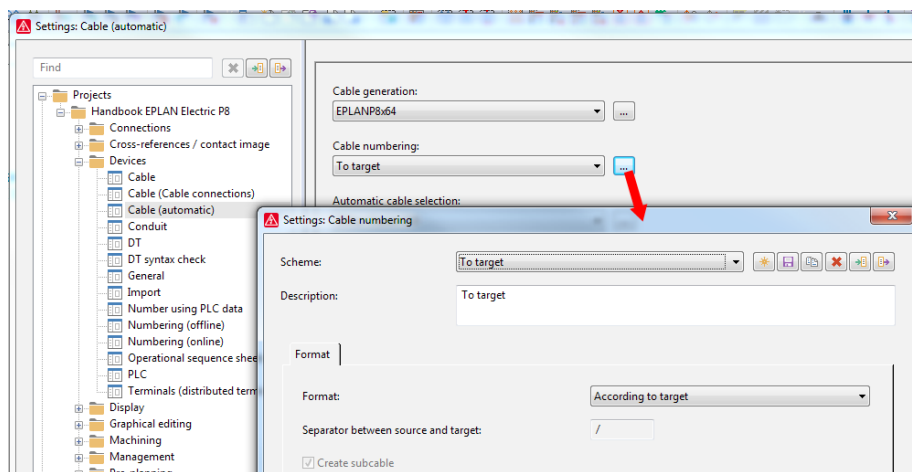 Settings: Cable (automatic)
Find
Projects
Handbook EPLAN Electric P8
Connections
Cross-references / contact image
Devices
Cable
Cable (Cable connections)
Cable (automatic)
Conduit
DT
DT syntax check
General
Import
Number using PLC data
Numbering (offline)
Numbering (online)
Operational sequence shee
PLC
Terminals (distributed term
Display
Graphical editing
Machining
Management
Cable generation:
EPLANP8x64
...
Cable numbering:
To target
...
Automatic cable selection:
Settings: Cable numbering
Scheme:
To target
Description:
To target
Format
Format:
According to target
Separator between source and target:
/
Create subcable